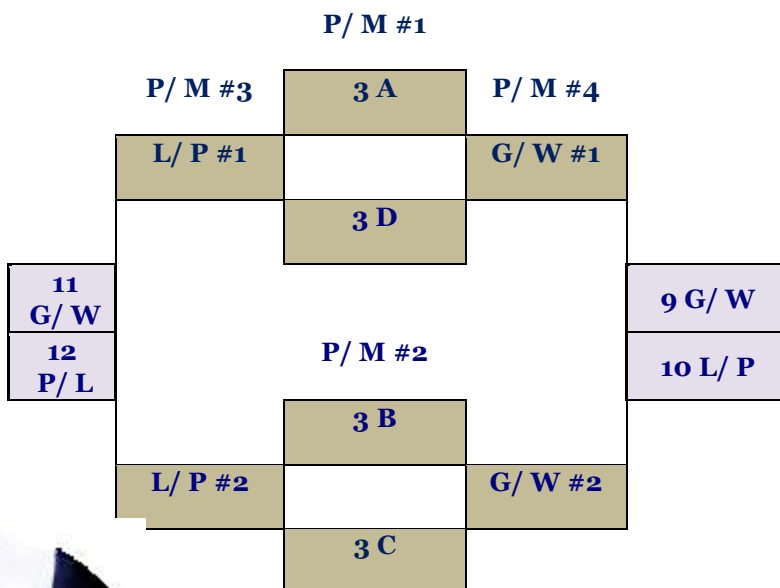 P/ M #1
P/ M #3 3 A P/ M #4
L/ P #1 G/ W #1
3 D
11
G/ W
9 G/ W
12
P/ L
P/ M #2
10 L/ P
3 B
L/ P #2 G/ W #2
3 C